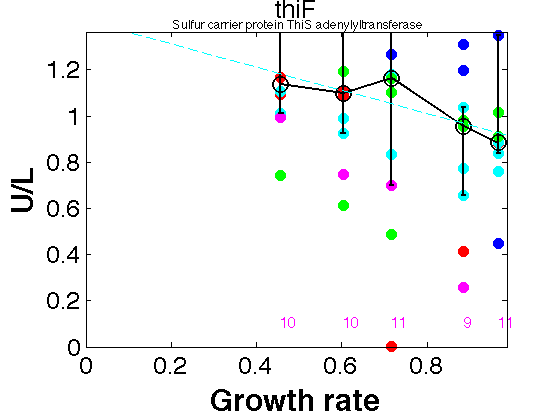 thiF
Sulfur carrier protein ThiS adenylyltransferase
1.2
1
0.8
0.6
0.4
0.2
0
U/L
10 10 11 9 11
0 0.2 0.4 0.6 0.8
Growth rate